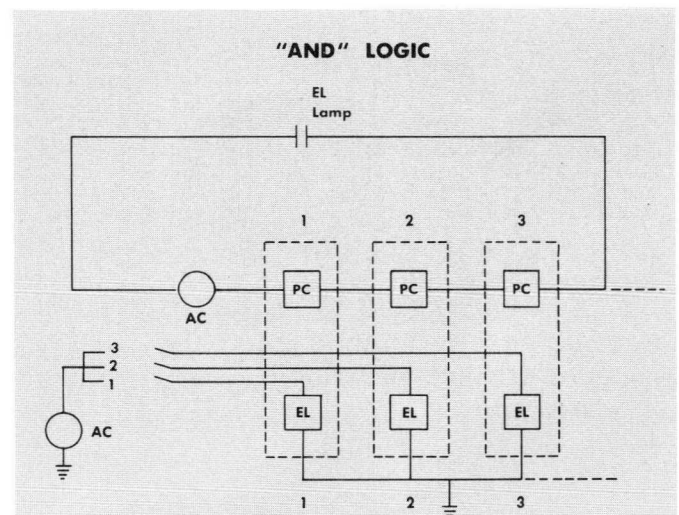 "AND" LOGIC
EL
Lamp
1 2 3
PC PC PC
AC
3
2
1
EL EL EL
AC
1 2 3